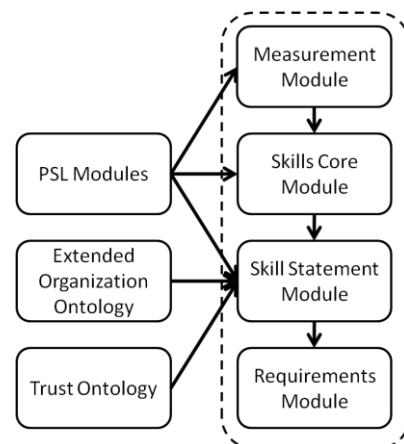 Measurement
Module
PSL Modules
Skills Core
Module
Extended
Organization
Ontology
Skill Statement
Module
Trust Ontology
Requirements
Module